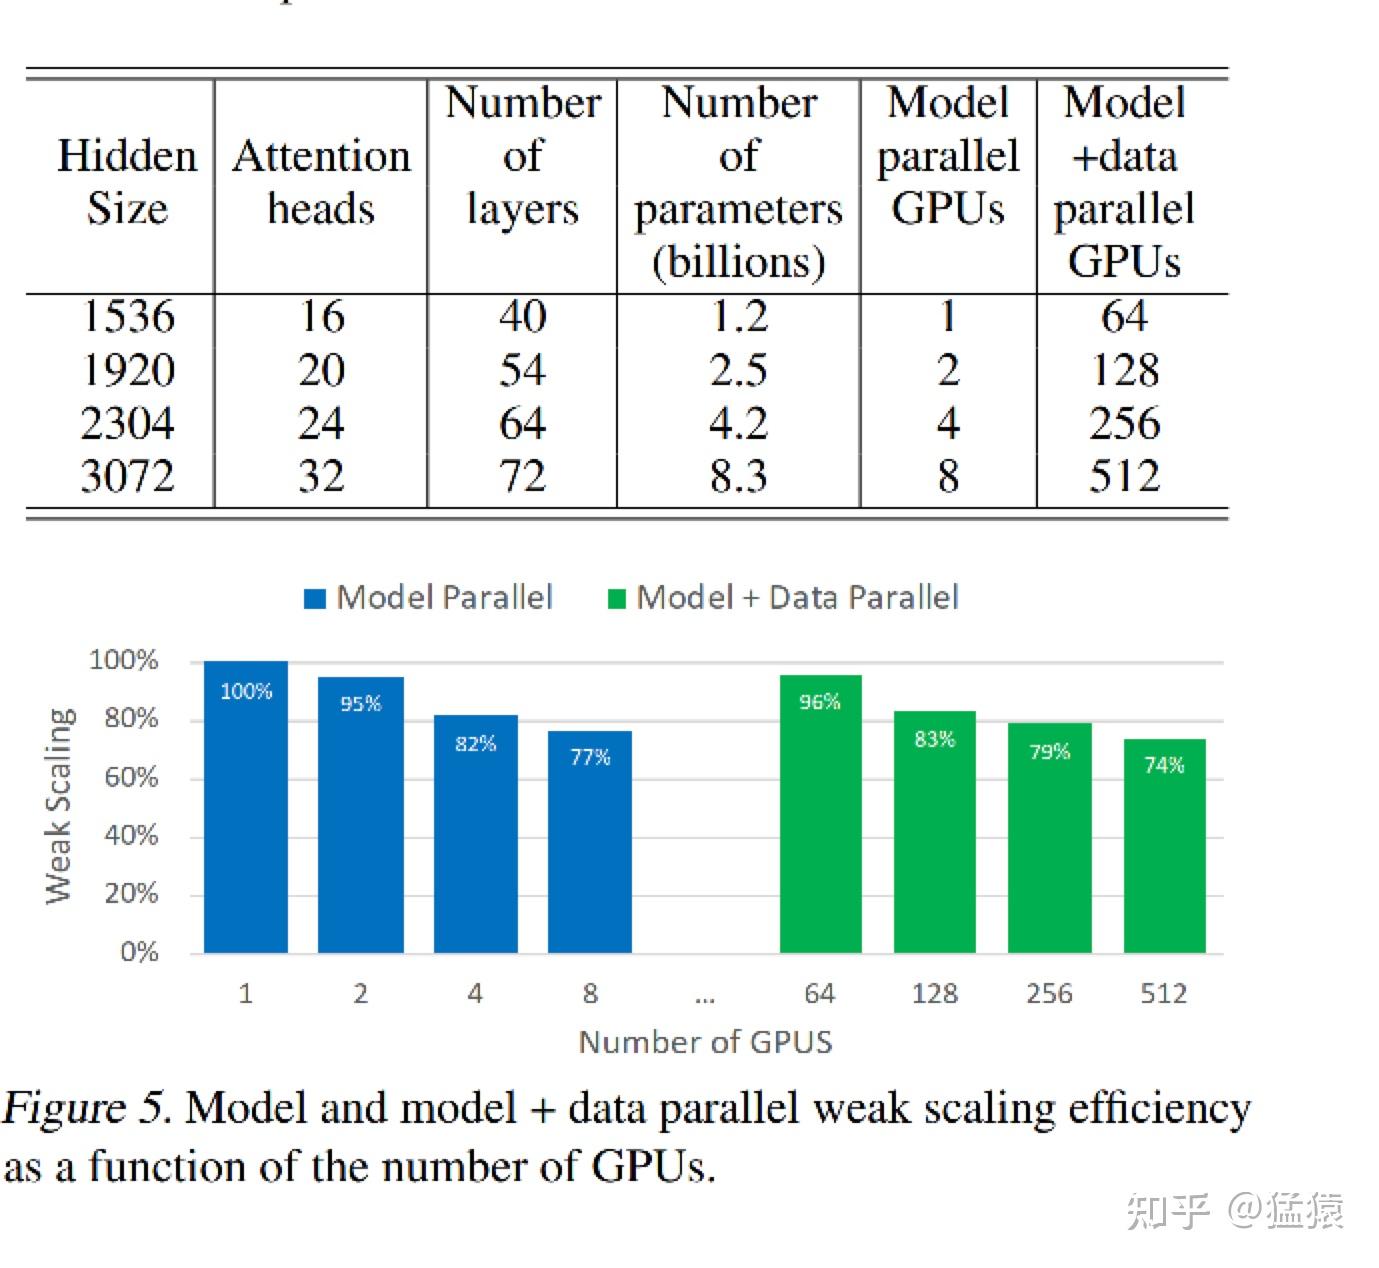 Hidden Size | Attention heads | Number of layers | Number of parameters (billions) | Model parallel GPUs | Model +data parallel GPUs
1536 16 40 1.2 1 64
1920 20 54 2.5 2 128
2304 24 64 4.2 4 256
3072 32 72 8.3 8 512
Model Parallel Model + Data Parallel
Weak Scaling
100%
80%
60%
40%
20%
0%
100% 95% 82% 77% 96% 83% 79% 74%
1 2 4 8 ... 64 128 256 512
Number of GPUS
Figure 5. Model and model + data parallel weak scaling efficiency
as a function of the number of GPUs.
知乎 @猛猿